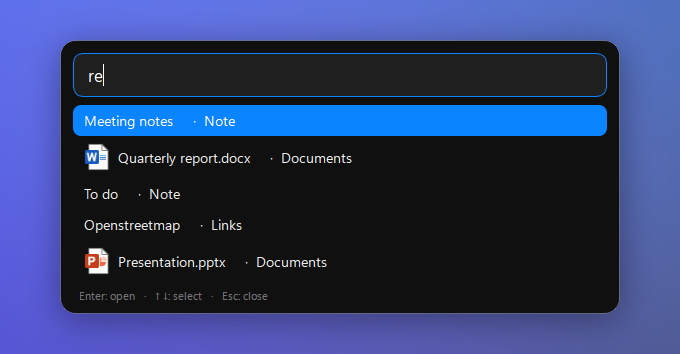 re
Meeting notes · Note
W Quarterly report.docx · Documents
To do · Note
Openstreetmap · Links
P Presentation.pptx · Documents
Enter: open · ↑↓: select · Esc: close